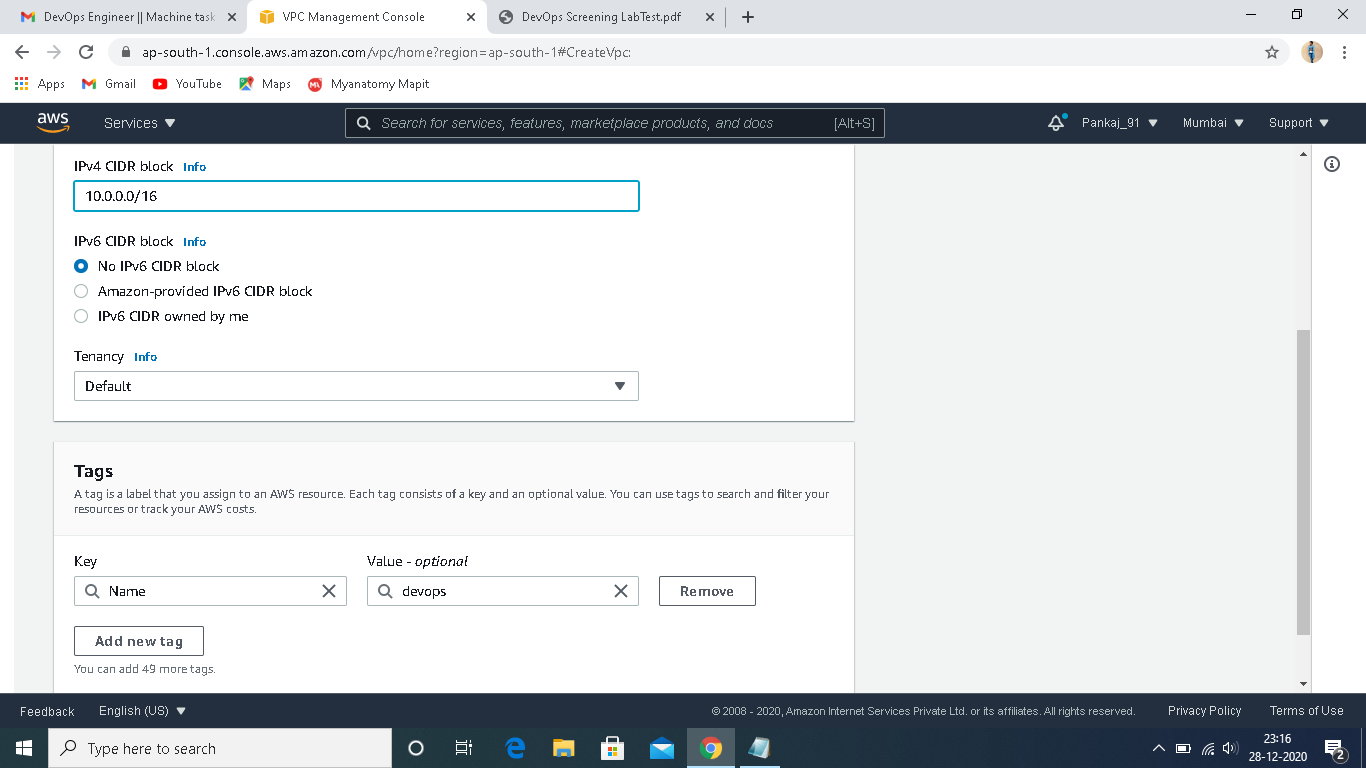 DevOps Engineer || Machine task
VPC Management Console
DevOps Screening LabTest.pdf
ap-south-1.console.aws.amazon.com/vpc/home?region=ap-south-1#CreateVpc:
Apps Gmail YouTube Maps Myanatomy Mapit
aws Services Search for services, features, marketplace products, and docs [Alt+S] Pankaj_91 Mumbai Support
IPv4 CIDR block Info
10.0.0.0/16
IPv6 CIDR block Info
No IPv6 CIDR block
Amazon-provided IPv6 CIDR block
IPv6 CIDR owned by me
Tenancy Info
Default
Tags
A tag is a label that you assign to an AWS resource. Each tag consists of a key and an optional value. You can use tags to search and filter your
resources or track your AWS costs.
Key Value - optional
Name devops Remove
Add new tag
You can add 49 more tags.
Feedback English (US) © 2008 - 2020, Amazon Internet Services Private Ltd. or its affiliates. All rights reserved. Privacy Policy Terms of Use
Type here to search
23:16
28-12-2020
2